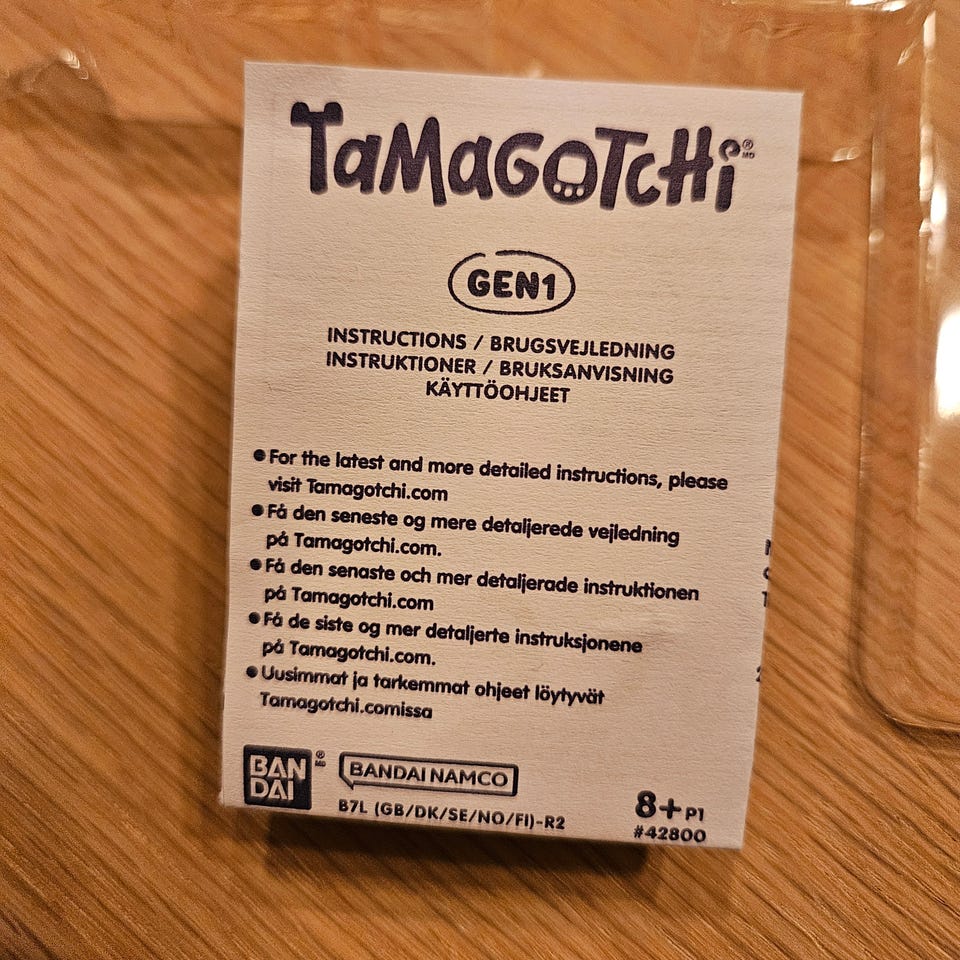 TAMAGOTCHI ® MD
GEN1
INSTRUCTIONS / BRUGSVEJLEDNING
INSTRUKTIONER / BRUKSANVISNING
KÄYTTÖOHJEET
• For the latest and more detailed instructions, please
visit Tamagotchi.com
• Få den seneste og mere detaljerede vejledning
på Tamagotchi.com.
• Få den senaste och mer detaljerade instruktionen
på Tamagotchi.com
• Få de siste og mer detaljerte instruksjonene
på Tamagotchi.com.
• Uusimmat ja tarkemmat ohjeet löytyvät
Tamagotchi.comissa
BAN
DAI ® MD
BANDAI NAMCO
B7L (GB/DK/SE/NO/FI)-R2
8+ P1
#42800